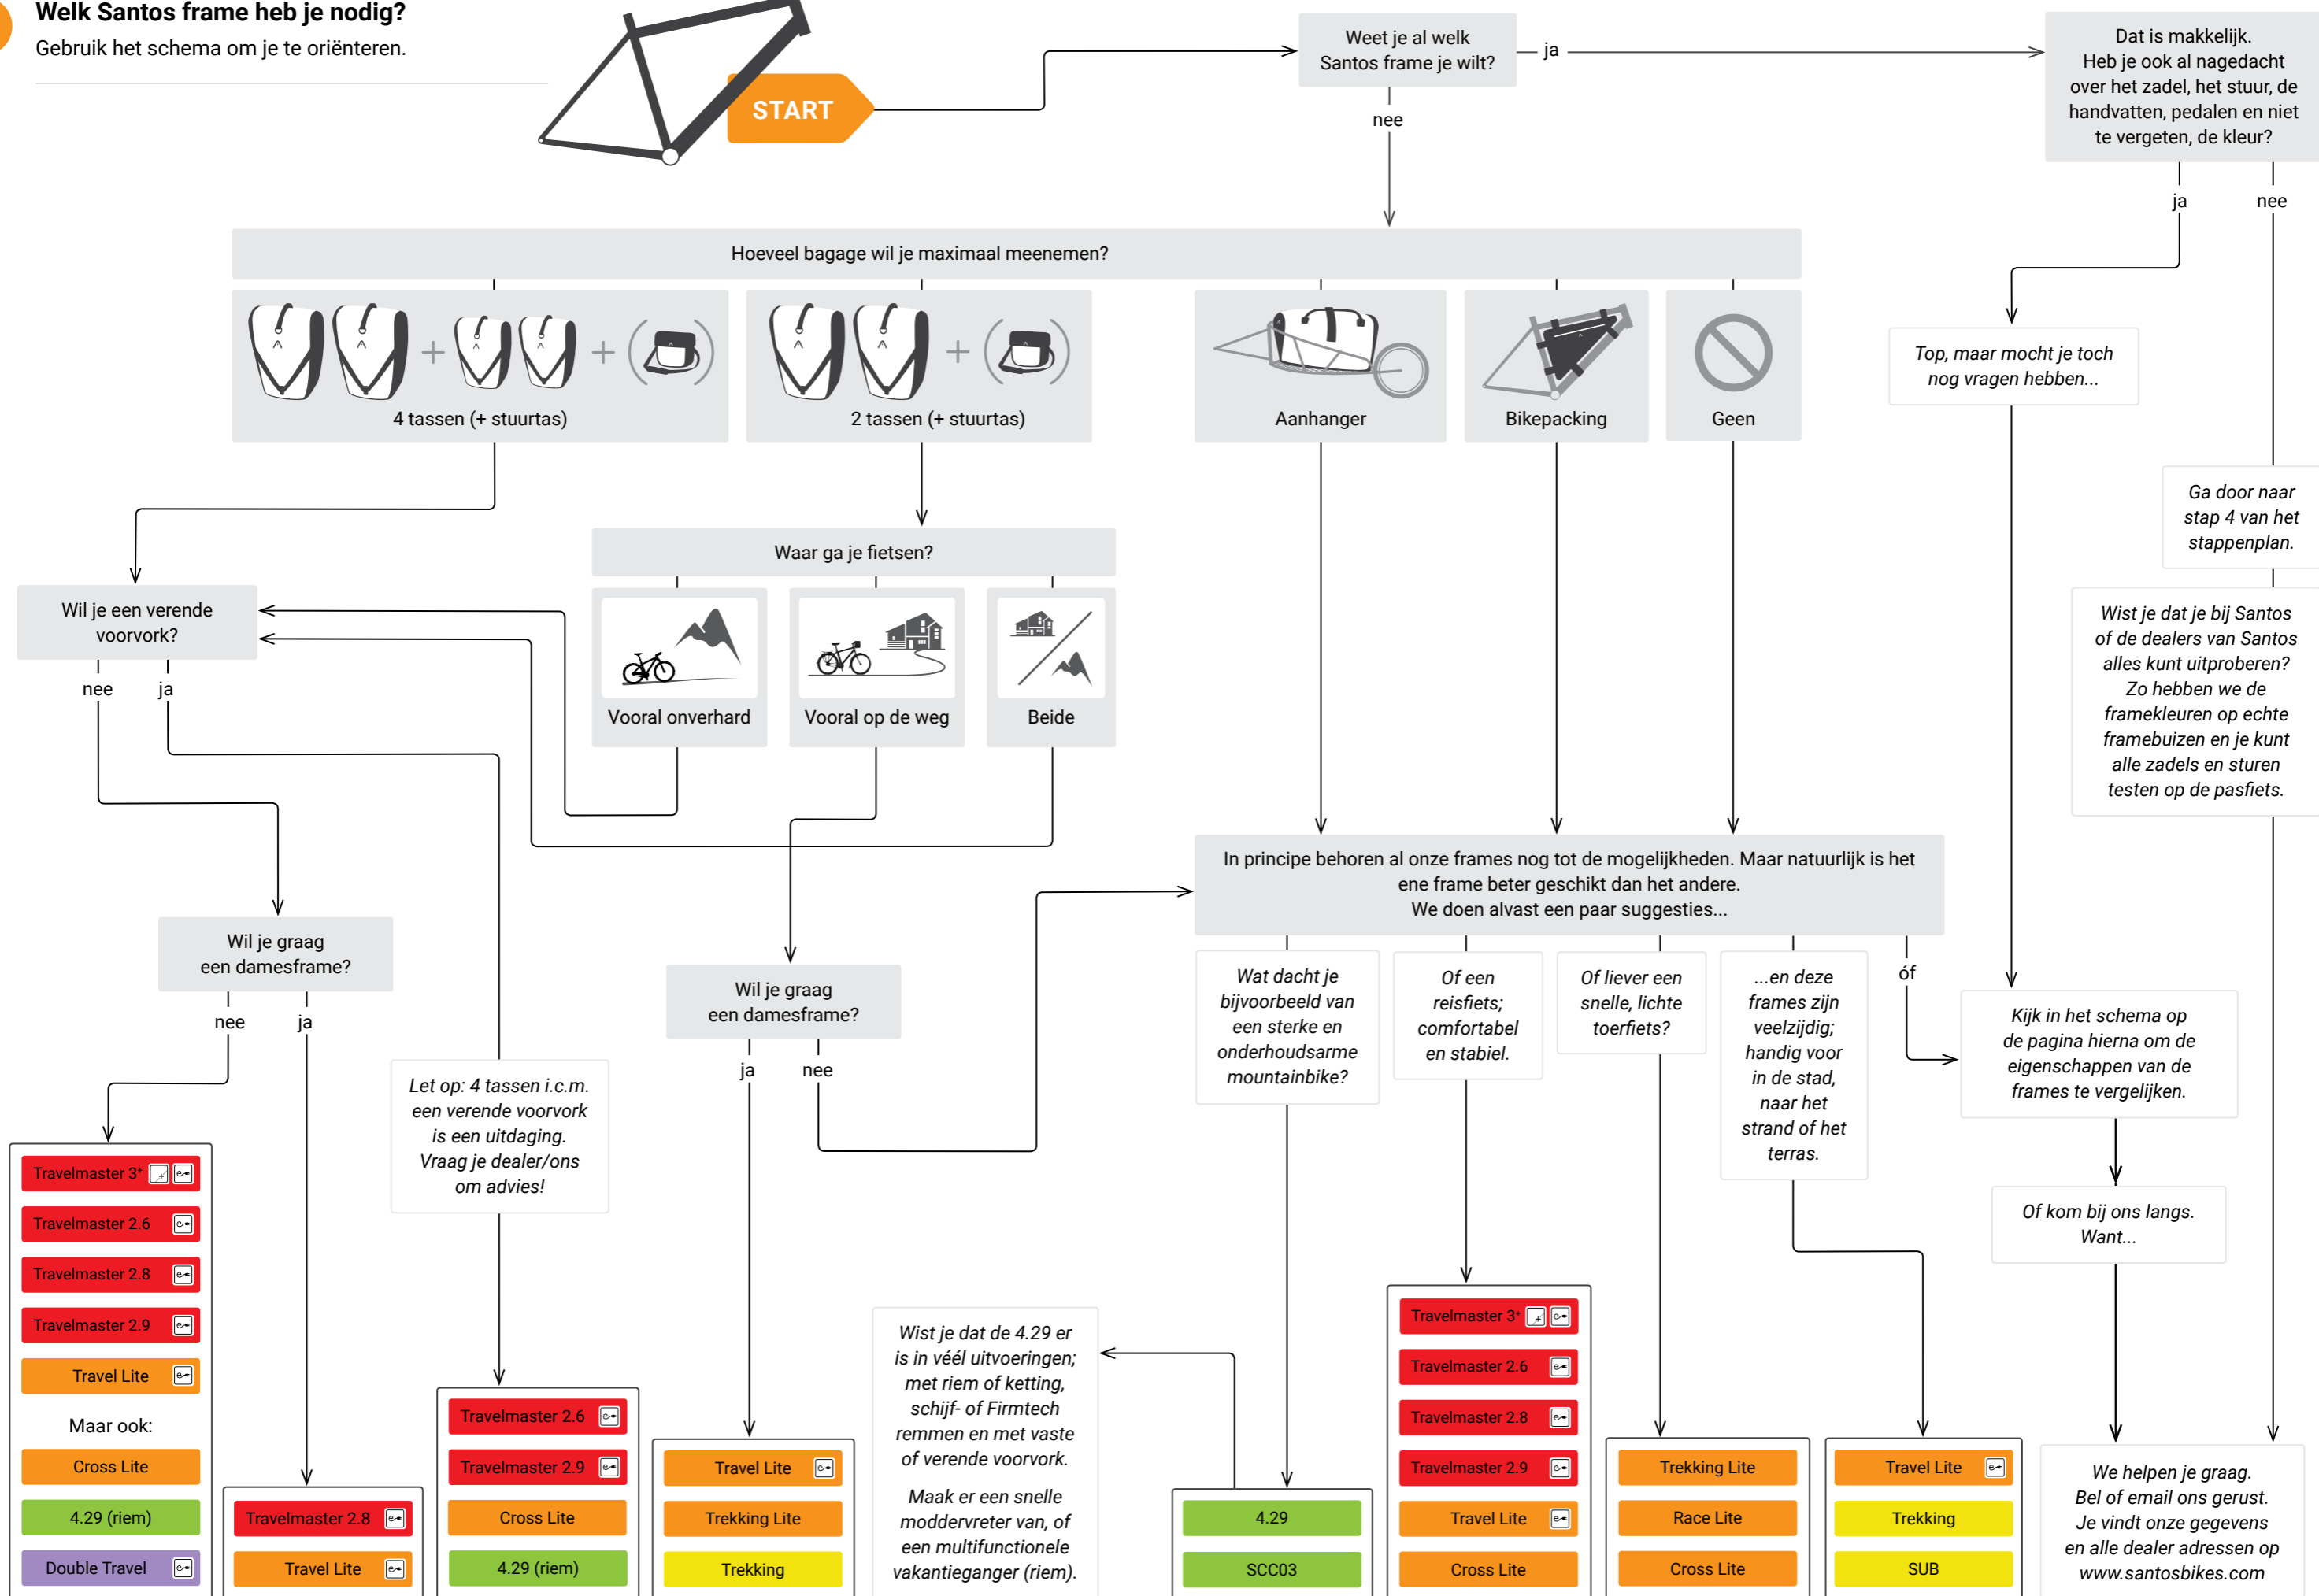 Welk Santos frame heb je nodig?
Gebruik het schema om je te oriënteren.
START
Weet je al welk
Santos frame je wilt?
ja
nee
Dat is makkelijk.
Heb je ook al nagedacht
over het zadel, het stuur, de
handvatten, pedalen en niet
te vergeten, de kleur?
ja
nee
Hoeveel bagage wil je maximaal meenemen?
4 tassen (+ stuurtas)
2 tassen (+ stuurtas)
Aanhanger
Bikepacking
Geen
Top, maar mocht je toch
nog vragen hebben...
Ga door naar
stap 4 van het
stappenplan.
Waar ga je fietsen?
Vooral onverhard
Vooral op de weg
Beide
Wil je een verende
voorvork?
nee
ja
Wist je dat je bij Santos
of de dealers van Santos
alles kunt uitproberen?
Zo hebben we de
framekleuren op echte
framebuizen en je kunt
alle zadels en sturen
testen op de pasfiets.
In principe behoren al onze frames nog tot de mogelijkheden. Maar natuurlijk is het
ene frame beter geschikt dan het andere.
We doen alvast een paar suggesties...
Wil je graag
een damesframe?
nee
ja
Wil je graag
een damesframe?
ja
nee
Wat dacht je
bijvoorbeeld van
een sterke en
onderhoudsarme
mountainbike?
Of een
reisfiets;
comfortabel
en stabiel.
Of liever een
snelle, lichte
toerfiets?
...en deze
frames zijn
veelzijdig;
handig voor
in de stad,
naar het
strand of het
terras.
óf
Kijk in het schema op
de pagina hierna om de
eigenschappen van de
frames te vergelijken.
Let op: 4 tassen i.c.m.
een verende voorvork
is een uitdaging.
Vraag je dealer/ons
om advies!
Of kom bij ons langs.
Want...
Travelmaster 3+
Travelmaster 2.6
Travelmaster 2.8
Travelmaster 2.9
Travel Lite
Maar ook:
Cross Lite
4.29 (riem)
Double Travel
Travelmaster 2.8
Travel Lite
Travelmaster 2.6
Travelmaster 2.9
Cross Lite
4.29 (riem)
Travel Lite
Trekking Lite
Trekking
Wist je dat de 4.29 er
is in véél uitvoeringen;
met riem of ketting,
schijf- of Firmtech
remmen en met vaste
of verende voorvork.
Maak er een snelle
moddervreter van, of
een multifunctionele
vakantieganger (riem).
4.29
SCC03
Travelmaster 3+
Travelmaster 2.6
Travelmaster 2.8
Travelmaster 2.9
Travel Lite
Cross Lite
Trekking Lite
Race Lite
Cross Lite
Travel Lite
Trekking
SUB
We helpen je graag.
Bel of email ons gerust.
Je vindt onze gegevens
en alle dealer adressen op
www.santosbikes.com